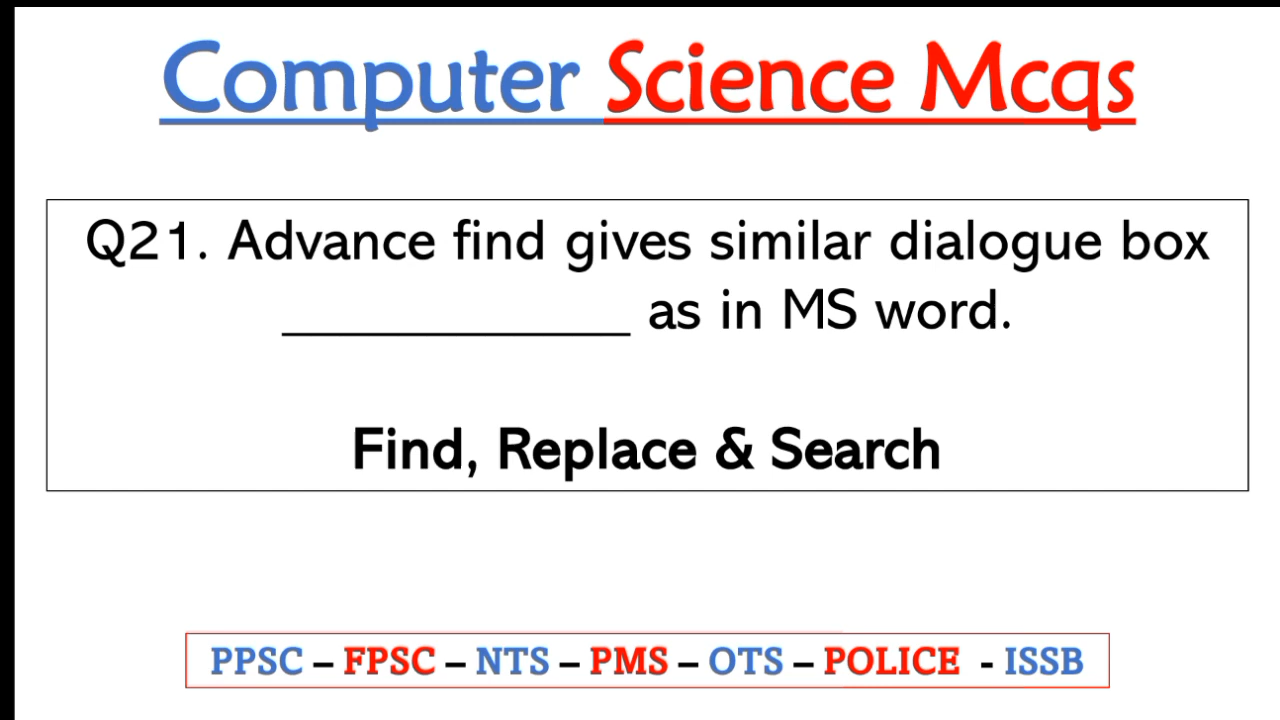 Computer Science Mcqs
Q21. Advance find gives similar dialogue box
____________ as in MS word.
Find, Replace & Search
PPSC – FPSC – NTS – PMS – OTS – POLICE - ISSB